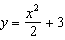 y = x²/2 + 3